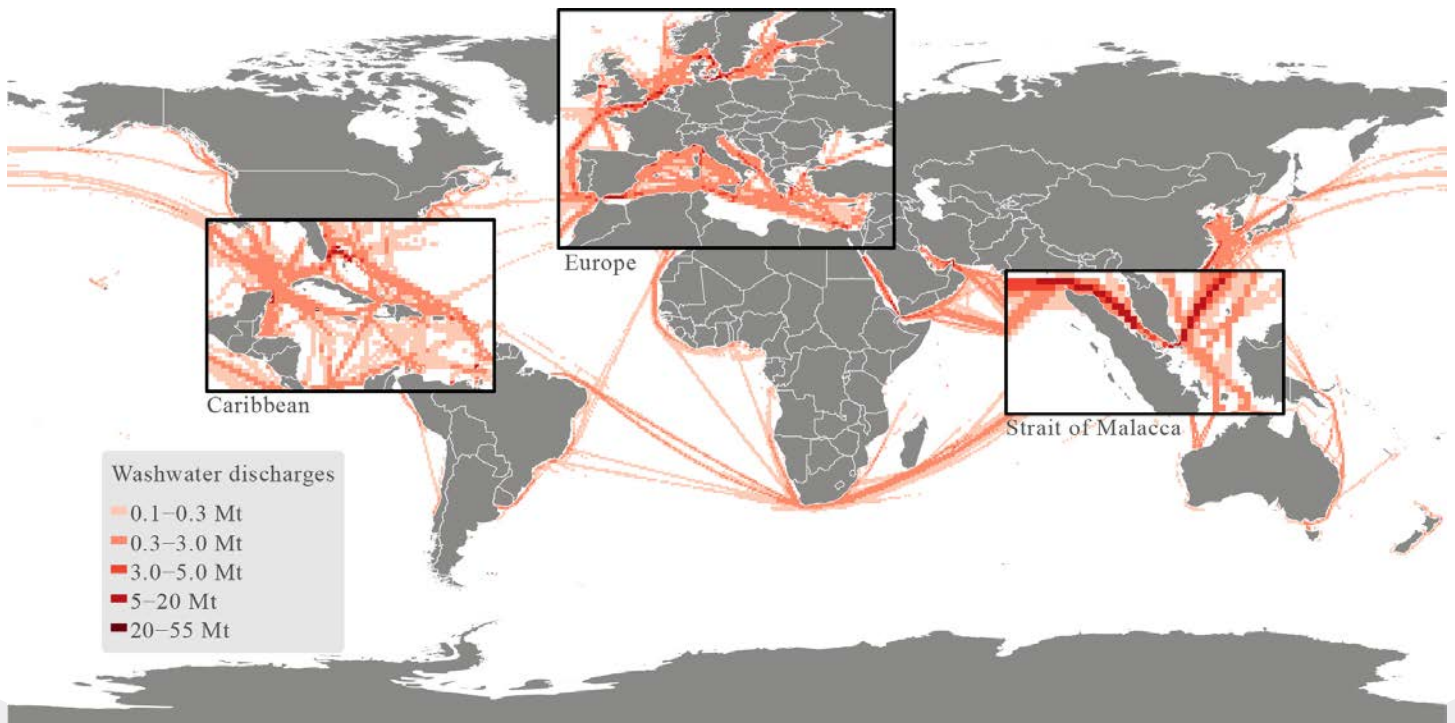 Europe
Caribbean
Strait of Malacca
Washwater discharges
0.1−0.3 Mt
0.3−3.0 Mt
3.0−5.0 Mt
5−20 Mt
20−55 Mt